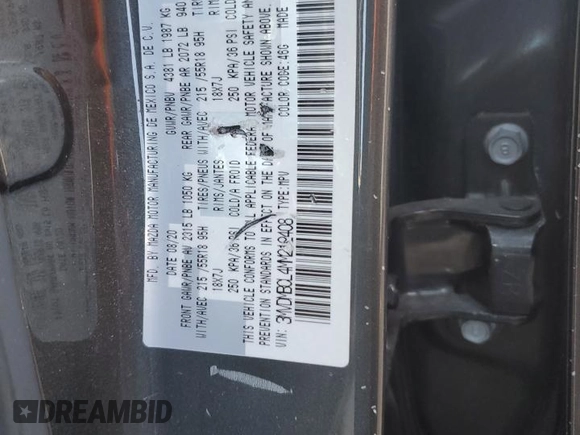 MFG. BY MAZDA MOTOR MANUFACTURING DE MEXICO S.A. DE C.V.
DATE 08/20 GVWR/PNBV 4381 LB 1987 KG
FRONT GAWR/PNBE AV 2315 LB 1050 KG REAR GAWR/PNBE AR 2072 LB 940
WITH/AVEC 215/55R18 95H TIRES/PNEUS WITH/AVEC 215/55R18 95H TIRE
18X7J RIMS/JANTES 18X7J RIMS
250 KPA/36 PSI COLD/A FROID 250 KPA/36 PSI COLD
THIS VEHICLE CONFORMS TO ALL APPLICABLE FEDERAL MOTOR VEHICLE SAFETY AN
PREVENTION STANDARDS IN EFFECT ON THE DATE OF MANUFACTURE SHOWN ABOVE.
VIN: TYPE:MPV COLOR CODE:46G MADE
DREAMBID